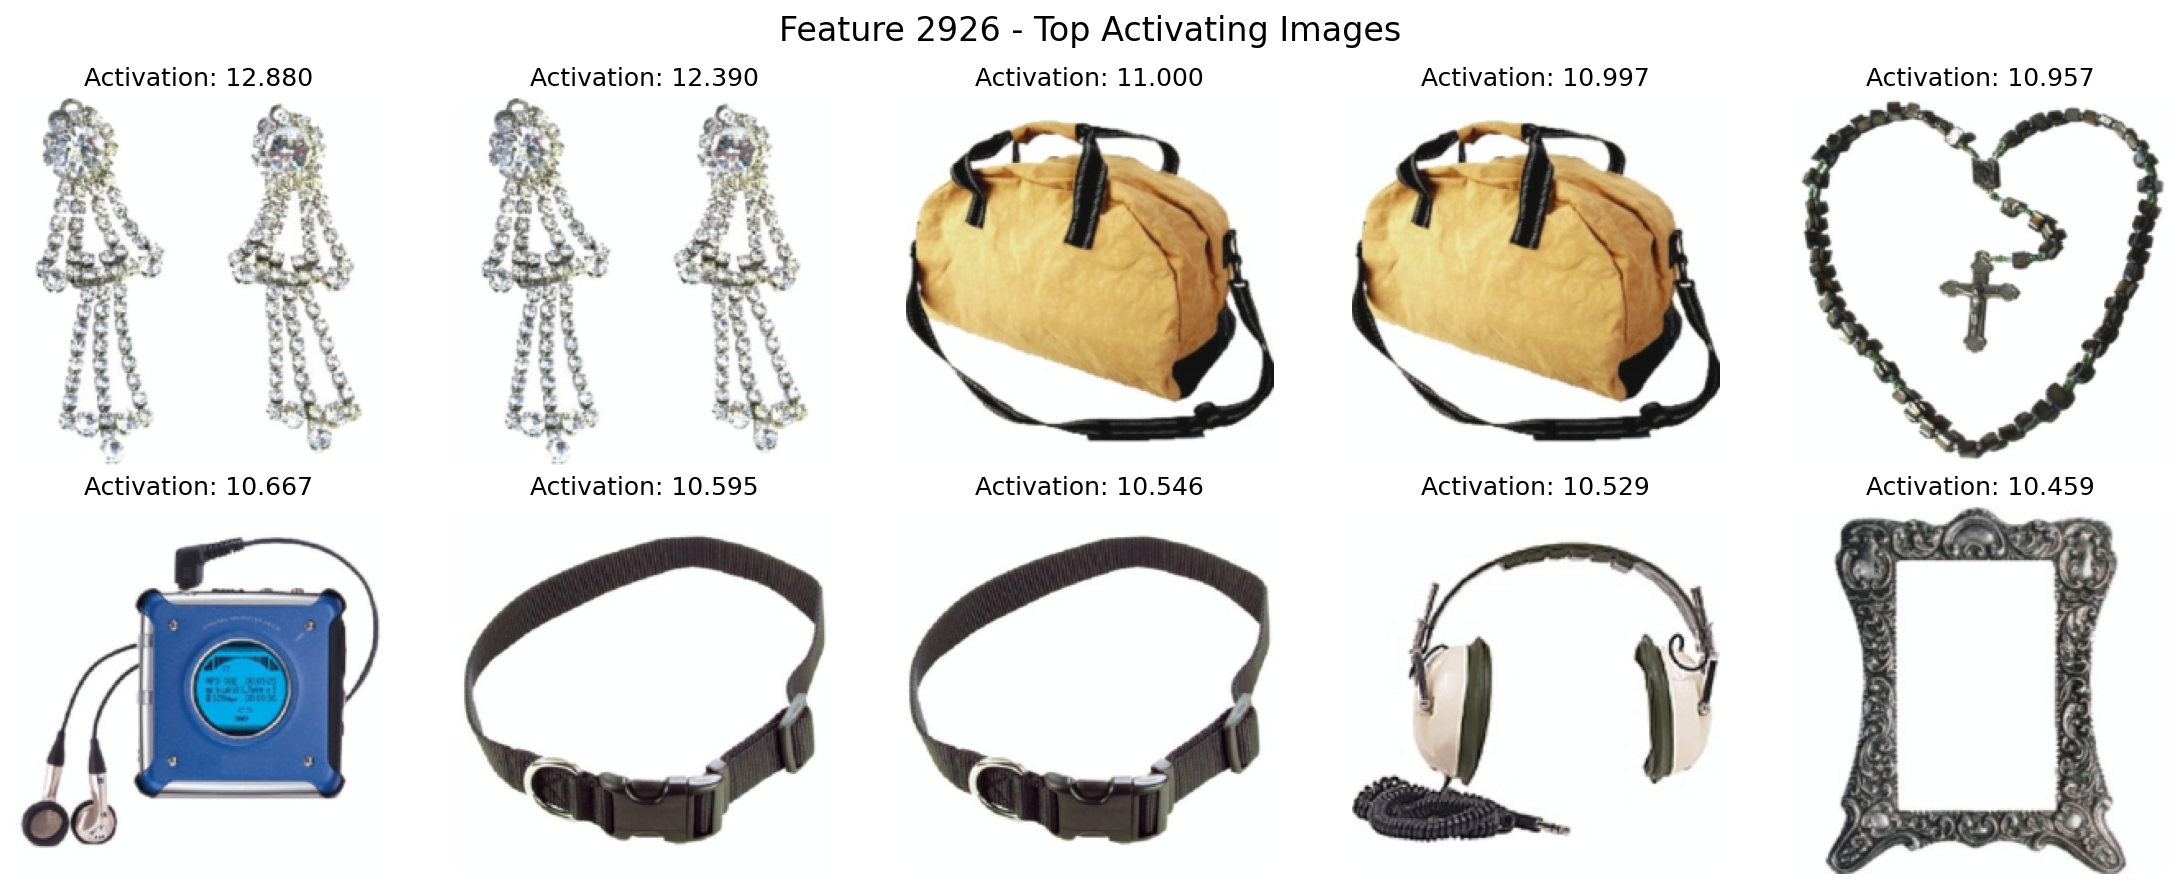 Feature 2926 - Top Activating Images
Activation: 12.880
Activation: 12.390
Activation: 11.000
Activation: 10.997
Activation: 10.957
Activation: 10.667
Activation: 10.595
Activation: 10.546
Activation: 10.529
Activation: 10.459